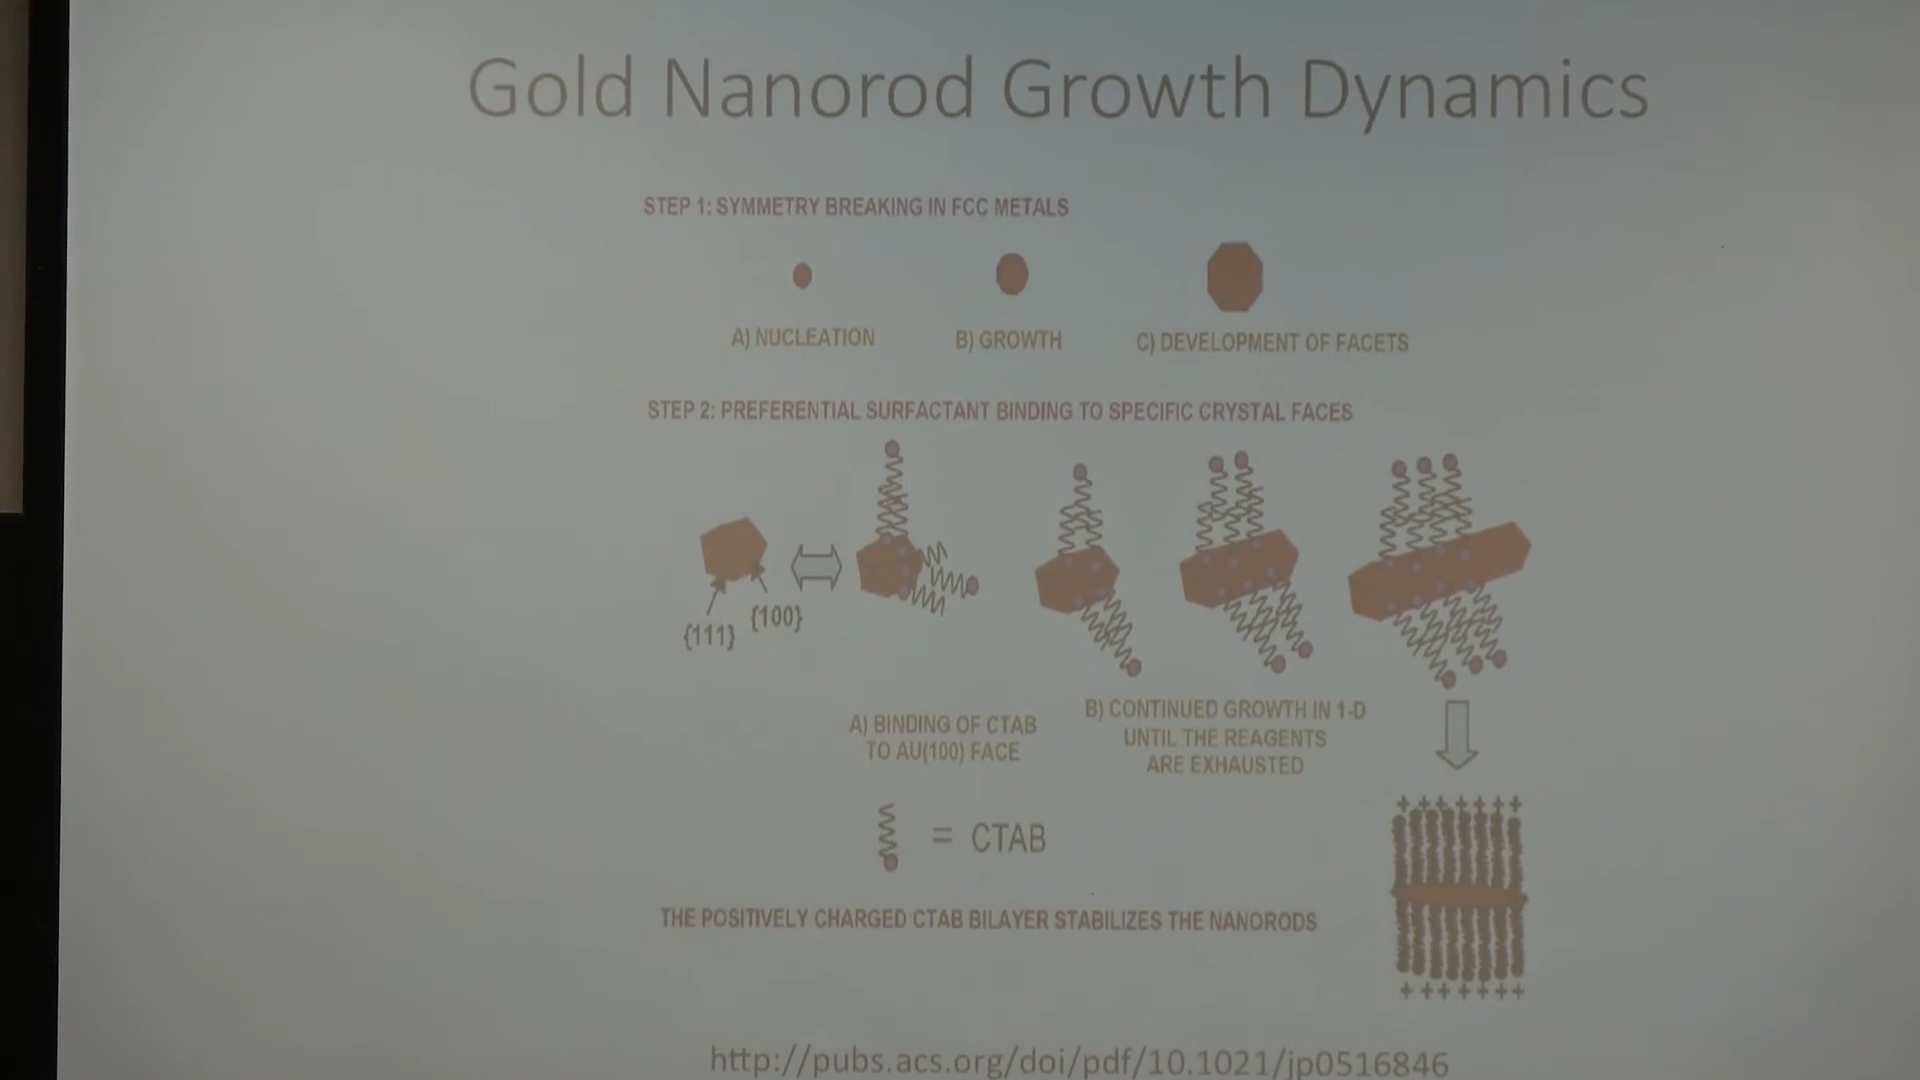 Gold Nanorod Growth Dynamics
STEP 1: SYMMETRY BREAKING IN FCC METALS
A) NUCLEATION
B) GROWTH
C) DEVELOPMENT OF FACETS
STEP 2: PREFERENTIAL SURFACTANT BINDING TO SPECIFIC CRYSTAL FACES
{111}
{100}
A) BINDING OF CTAB
TO AU(100) FACE
B) CONTINUED GROWTH IN 1-D
UNTIL THE REAGENTS
ARE EXHAUSTED
= CTAB
+ + + + + + +
THE POSITIVELY CHARGED CTAB BILAYER STABILIZES THE NANORODS
+ + + + + + +
http://pubs.acs.org/doi/pdf/10.1021/jp0516846